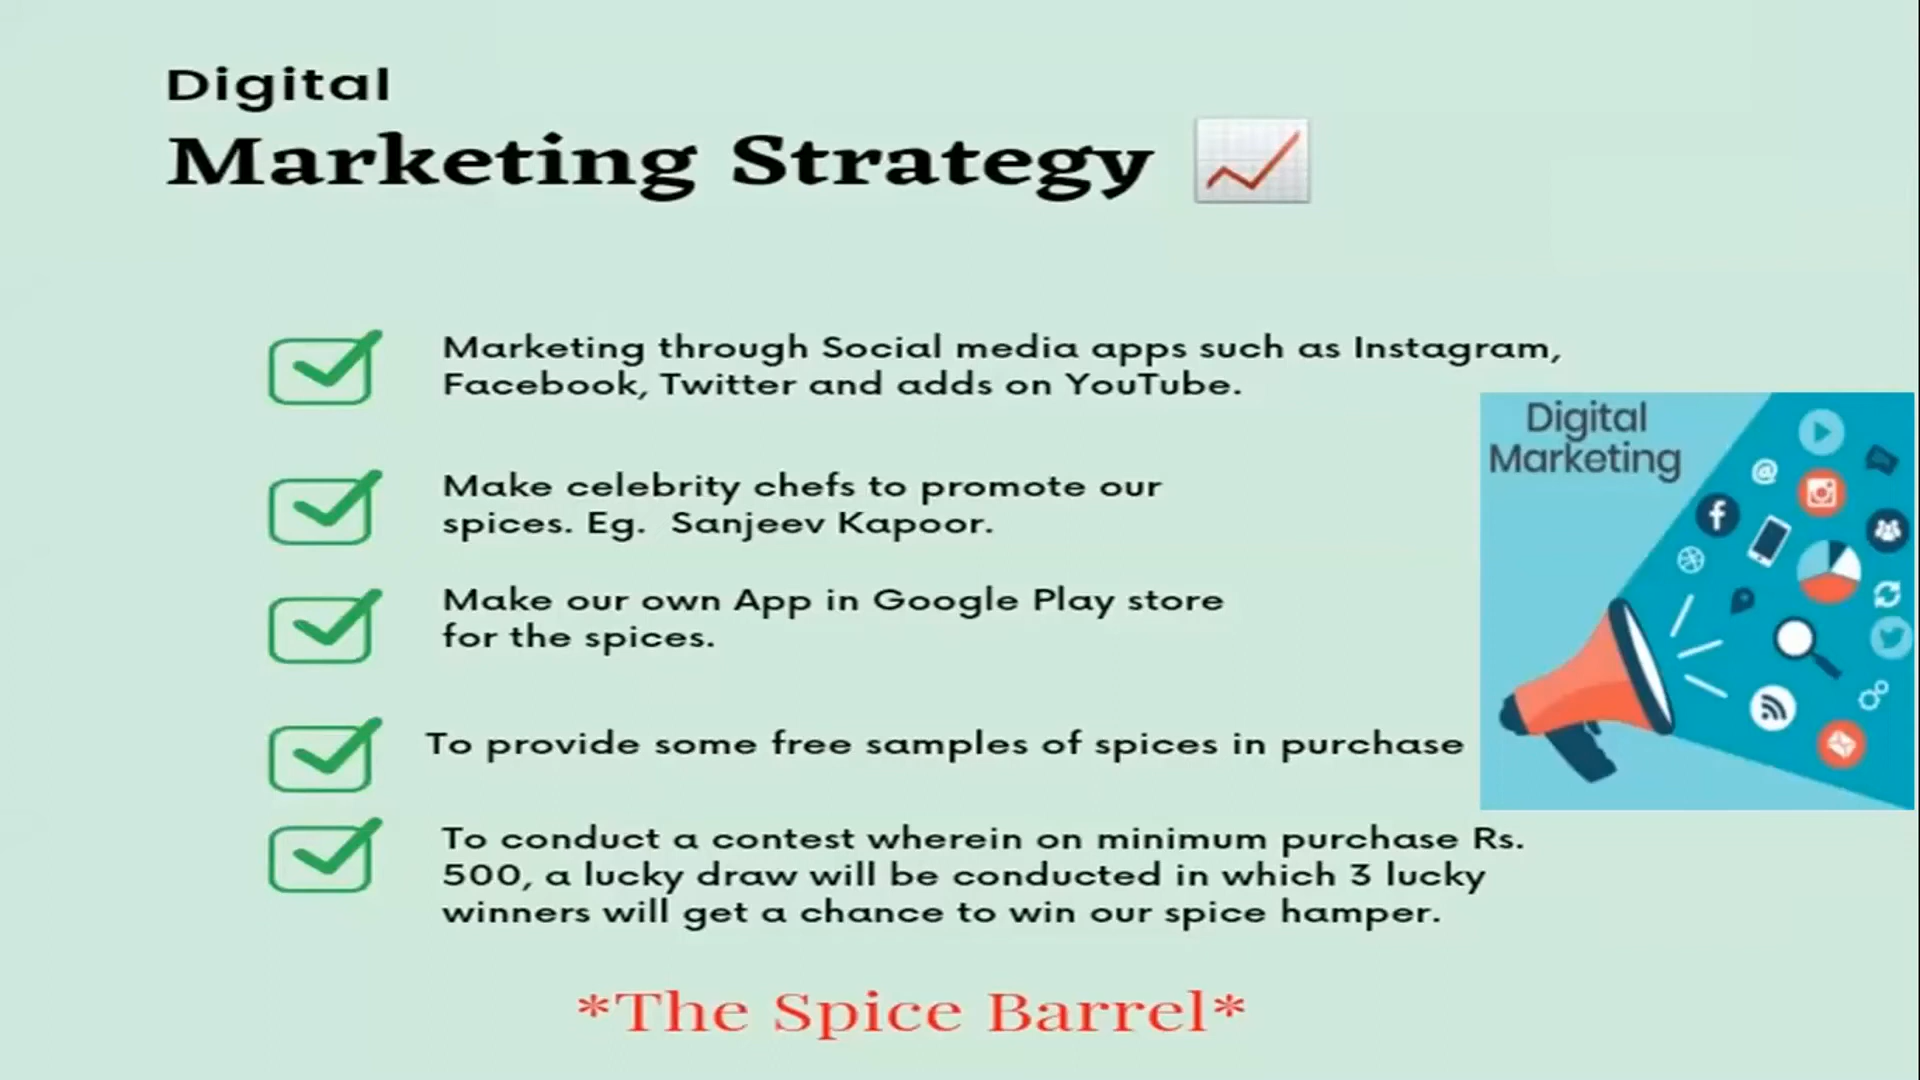 Digital
Marketing Strategy
Marketing through Social media apps such as Instagram,
Facebook, Twitter and adds on YouTube.
Make celebrity chefs to promote our
spices. Eg. Sanjeev Kapoor.
Make our own App in Google Play store
for the spices.
To provide some free samples of spices in purchase
To conduct a contest wherein on minimum purchase Rs.
500, a lucky draw will be conducted in which 3 lucky
winners will get a chance to win our spice hamper.
Digital
Marketing
*The Spice Barrel*